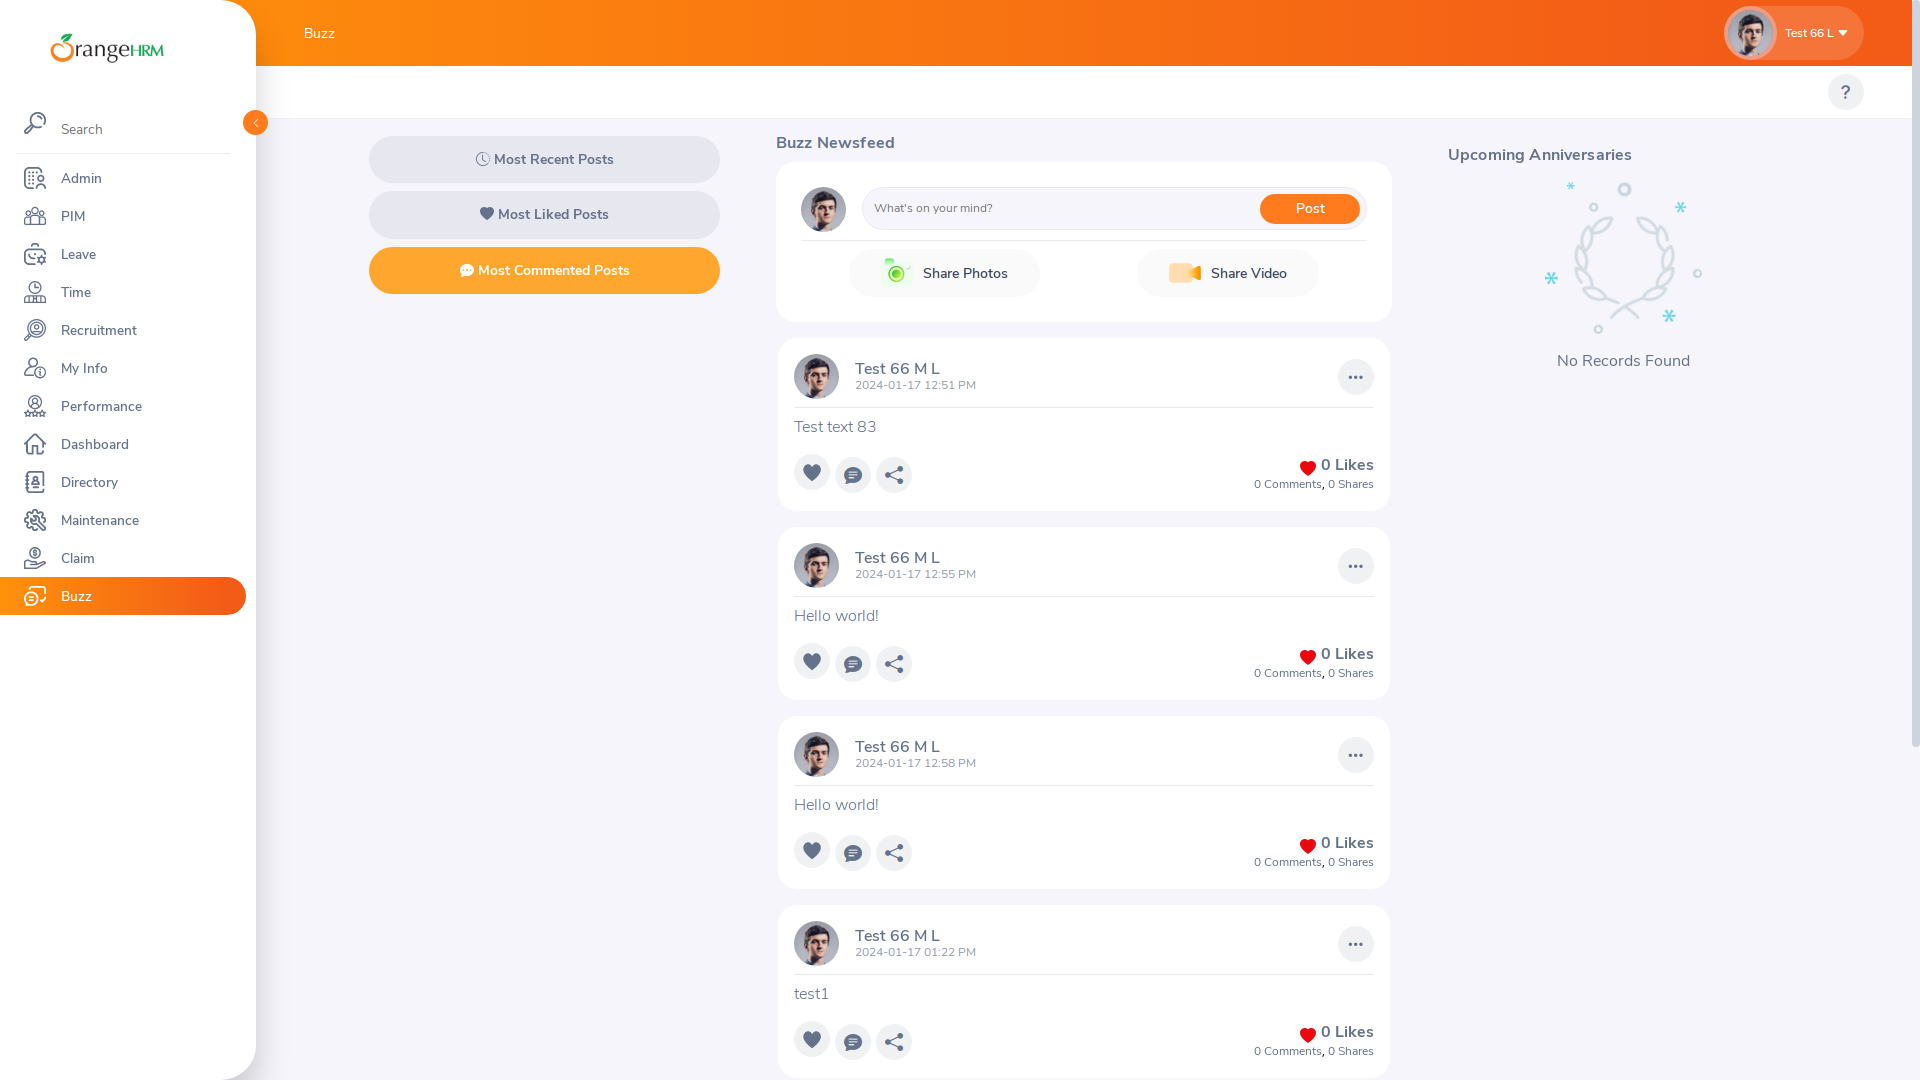 OrangeHRM
Search
Admin
PIM
Leave
Time
Recruitment
My Info
Performance
Dashboard
Directory
Maintenance
Claim
Buzz
Buzz
Test 66 L
?
Most Recent Posts
Most Liked Posts
Most Commented Posts
Buzz Newsfeed
What's on your mind?
Post
Share Photos
Share Video
Test 66 M L
2024-01-17 12:51 PM
Test text 83
0 Likes
0 Comments, 0 Shares
Test 66 M L
2024-01-17 12:55 PM
Hello world!
0 Likes
0 Comments, 0 Shares
Test 66 M L
2024-01-17 12:58 PM
Hello world!
0 Likes
0 Comments, 0 Shares
Test 66 M L
2024-01-17 01:22 PM
test1
0 Likes
0 Comments, 0 Shares
Upcoming Anniversaries
No Records Found